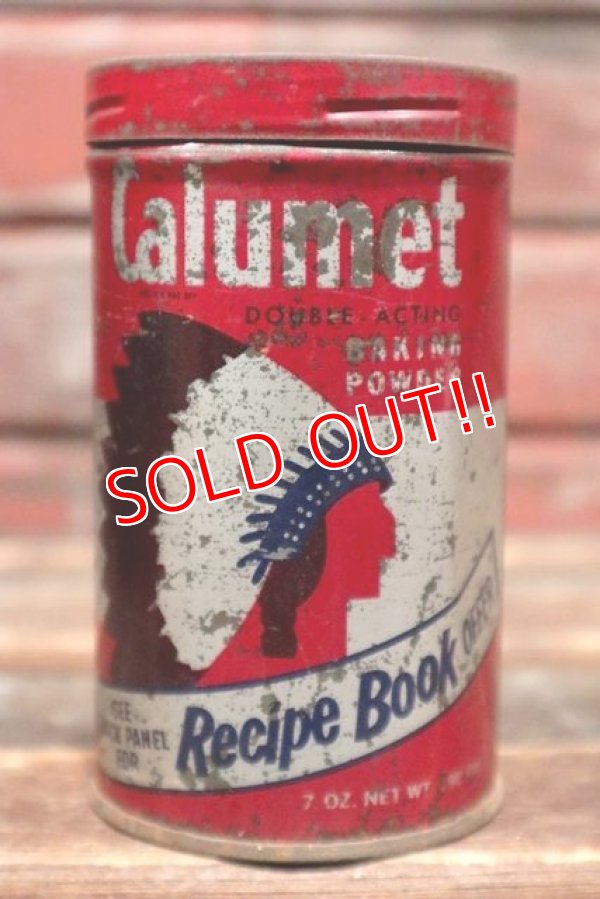 Calumet
DOUBLE-ACTING
BAKING
POWDER
SOLD OUT!!
SEE
BACK PANEL
FOR
Recipe Book OFFER
7 OZ. NET WT.